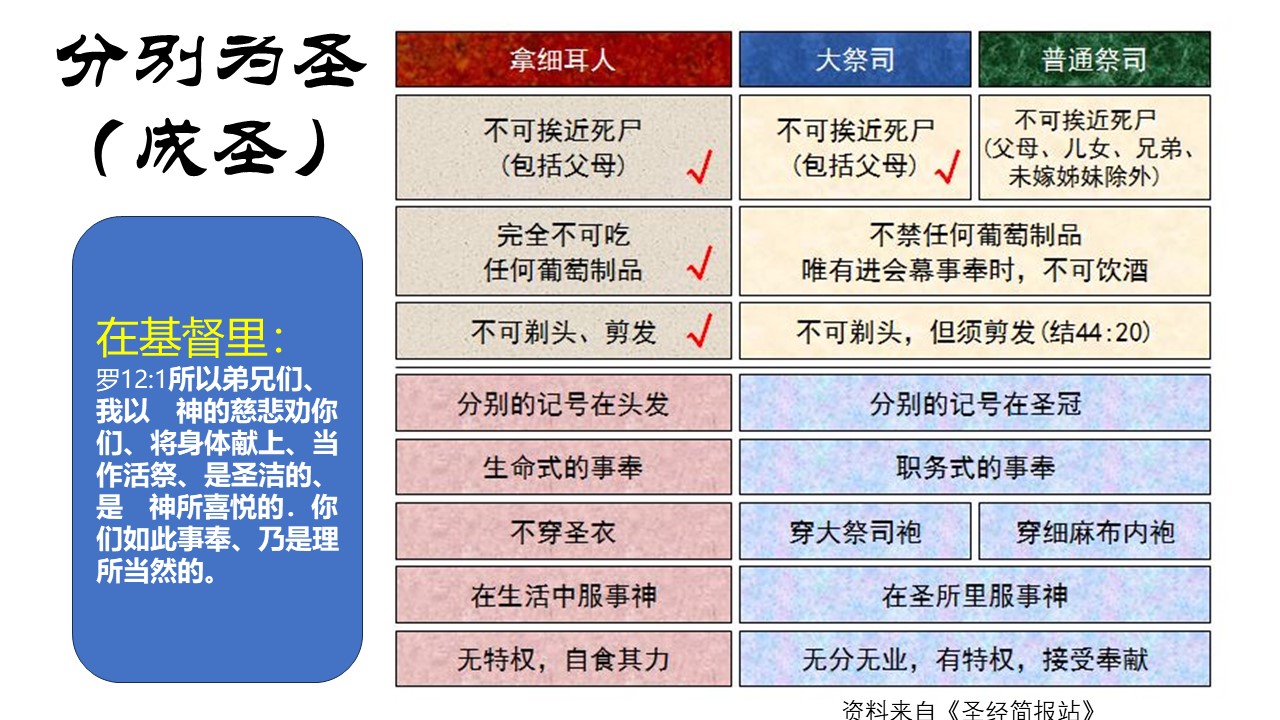 分别为圣
（成圣）
在基督里：
罗12:1所以弟兄们、
我以　神的慈悲劝你
们、将身体献上、当
作活祭、是圣洁的、
是　神所喜悦的．你
们如此事奉、乃是理
所当然的。
拿细耳人 大祭司 普通祭司
不可挨近死尸
(包括父母) √
不可挨近死尸
(包括父母) √
不可挨近死尸
(父母、儿女、兄弟、
未嫁姊妹除外)
完全不可吃
任何葡萄制品 √
不禁任何葡萄制品
唯有进会幕事奉时，不可饮酒
不可剃头、剪发 √
不可剃头，但须剪发(结44:20)
分别的记号在头发
分别的记号在圣冠
生命式的事奉
职务式的事奉
不穿圣衣
穿大祭司袍
穿细麻布内袍
在生活中服事神
在圣所里服事神
无特权，自食其力
无分无业，有特权，接受奉献
资料来自《圣经简报站》